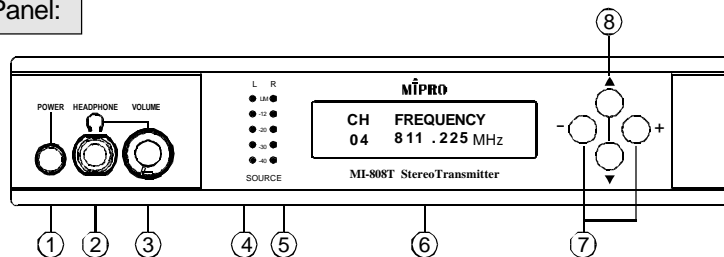 Panel:
8
L R
MIPRO
POWER HEADPHONE VOLUME
LIM
-12
-20
-30
-40
SOURCE
CH FREQUENCY
04 811.225 MHz
- +
MI-808T StereoTransmitter
1 2 3 4 5 6 7